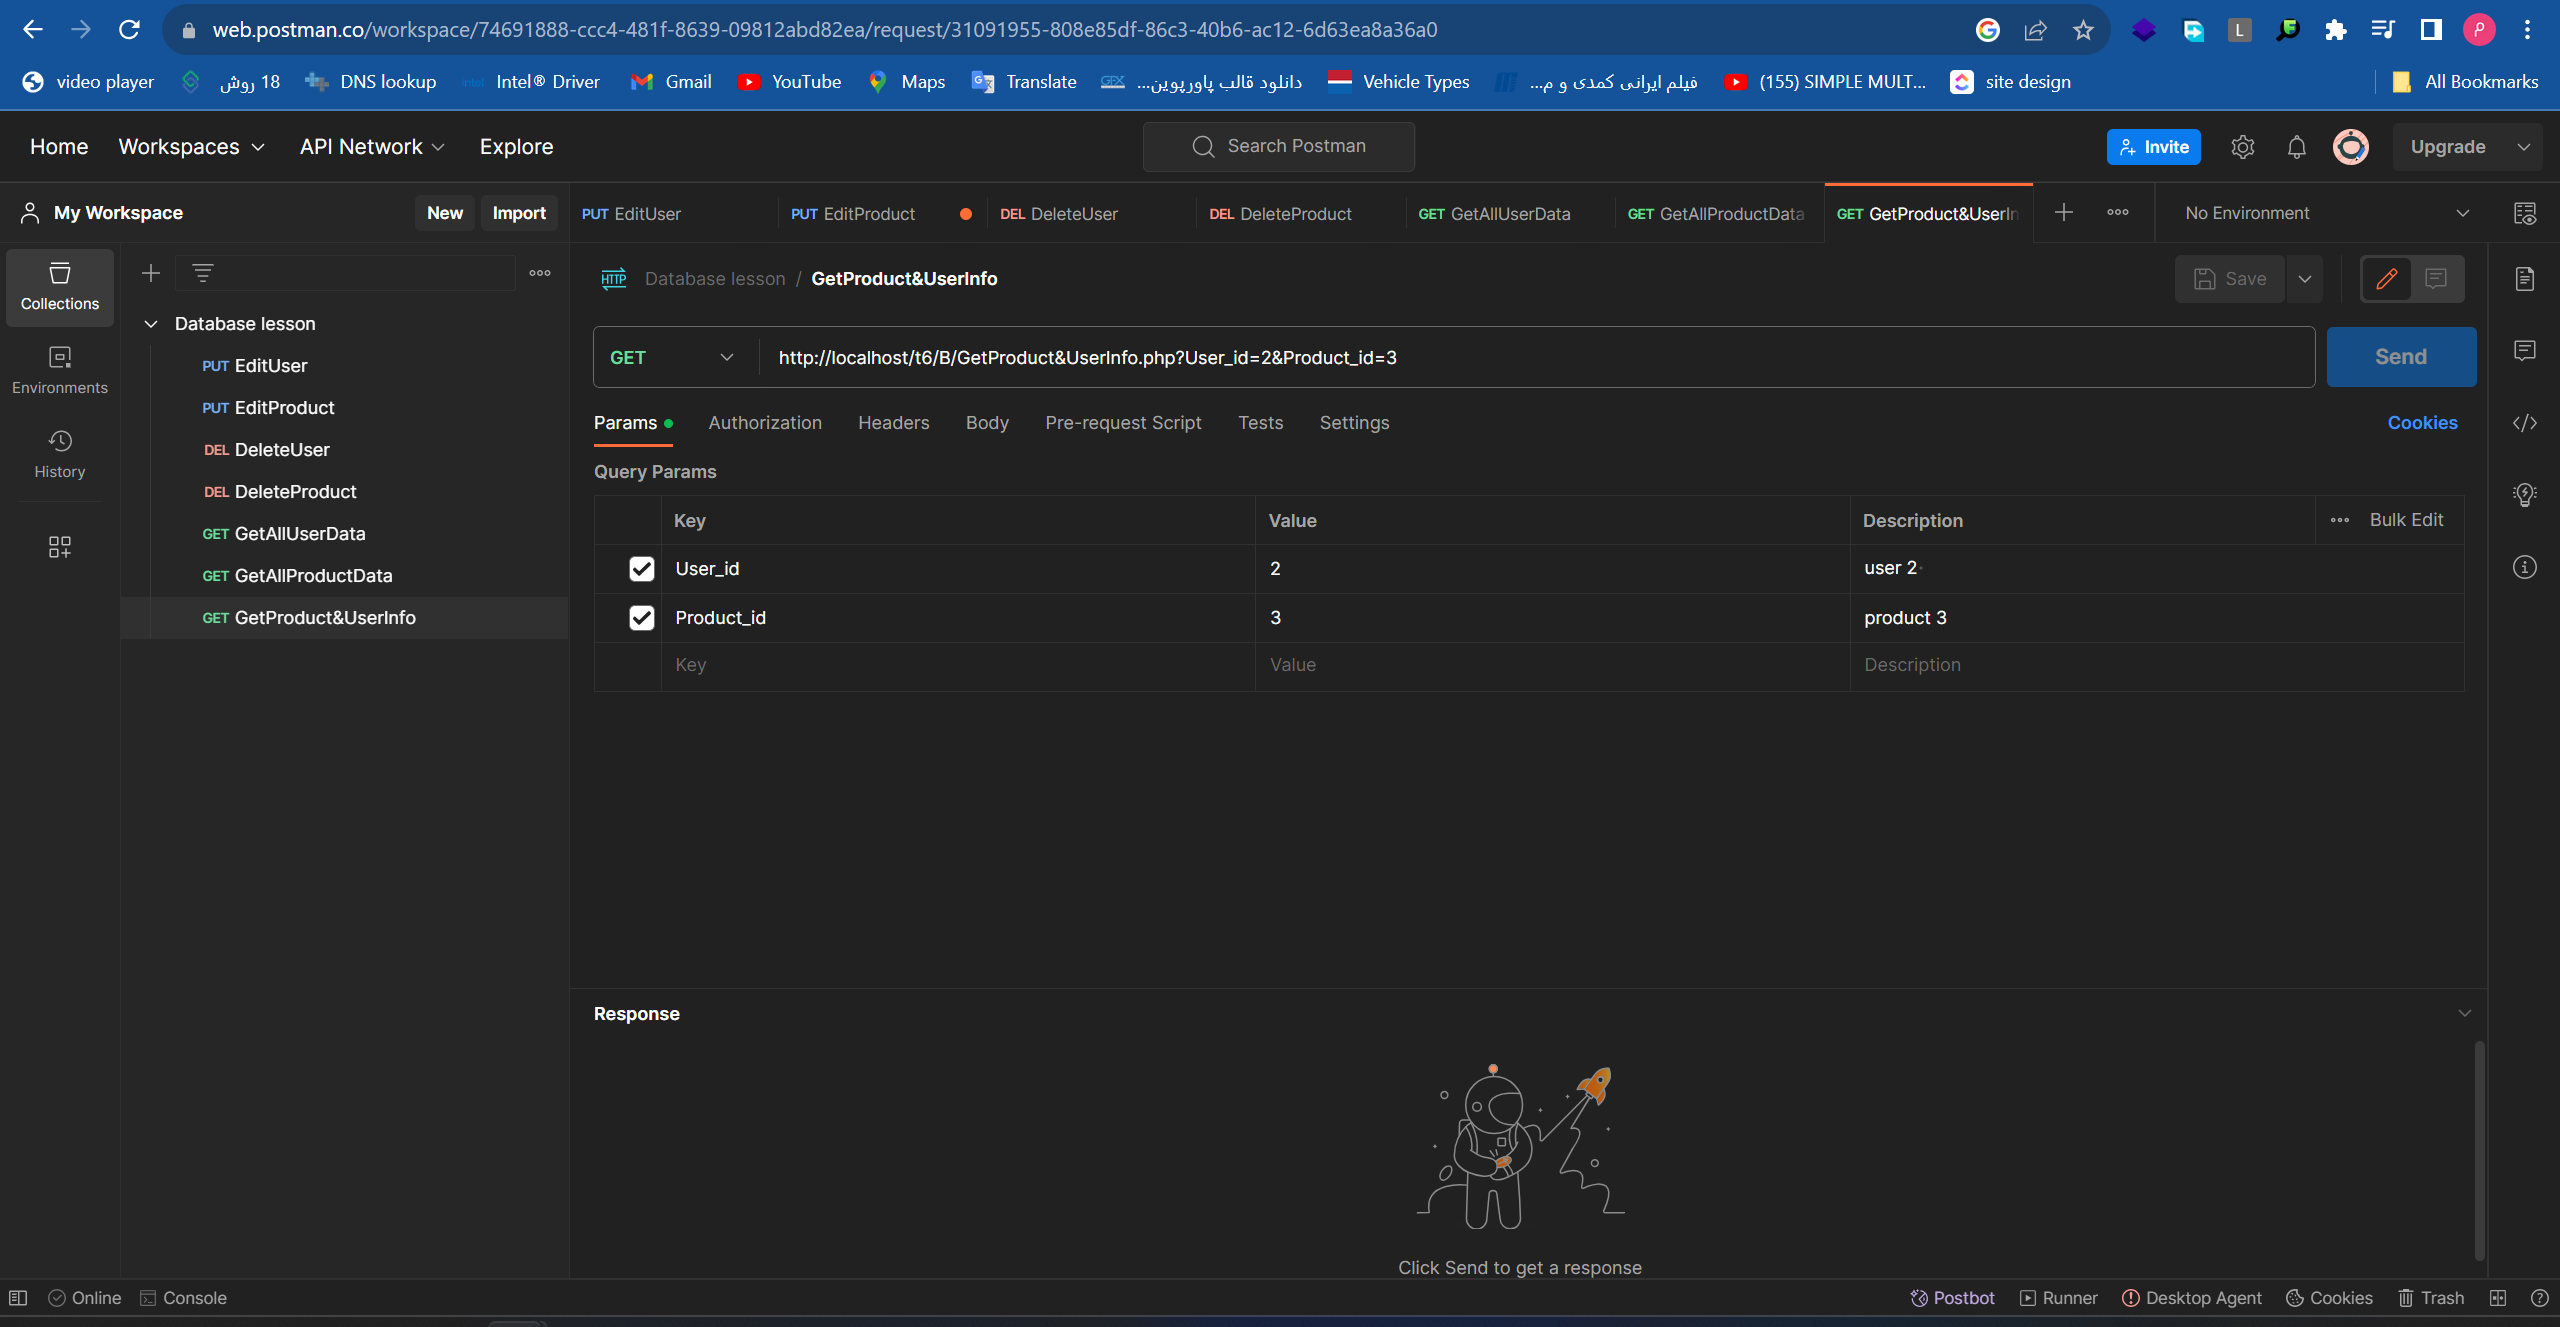 web.postman.co/workspace/74691888-ccc4-481f-8639-09812abd82ea/request/31091955-808e85df-86c3-40b6-ac12-6d63ea8a36a0
L P
video player 18 روش DNS lookup intel Intel® Driver Gmail YouTube Maps Translate GFX دانلود قالب پاورپوین... Vehicle Types فیلم ایرانی کمدی و م... (155) SIMPLE MULT... site design All Bookmarks
Home Workspaces API Network Explore Search Postman Invite Upgrade
My Workspace New Import PUT EditUser PUT EditProduct DEL DeleteUser DEL DeleteProduct GET GetAllUserData GET GetAllProductData GET GetProduct&UserIn No Environment
Collections
Environments
History
Database lesson
PUT EditUser
PUT EditProduct
DEL DeleteUser
DEL DeleteProduct
GET GetAllUserData
GET GetAllProductData
GET GetProduct&UserInfo
HTTP Database lesson / GetProduct&UserInfo Save
GET http://localhost/t6/B/GetProduct&UserInfo.php?User_id=2&Product_id=3 Send
Params Authorization Headers Body Pre-request Script Tests Settings Cookies
Query Params
Key Value Description Bulk Edit
User_id 2 user 2
Product_id 3 product 3
Key Value Description
Response
Click Send to get a response
Online Console Postbot Runner Desktop Agent Cookies Trash